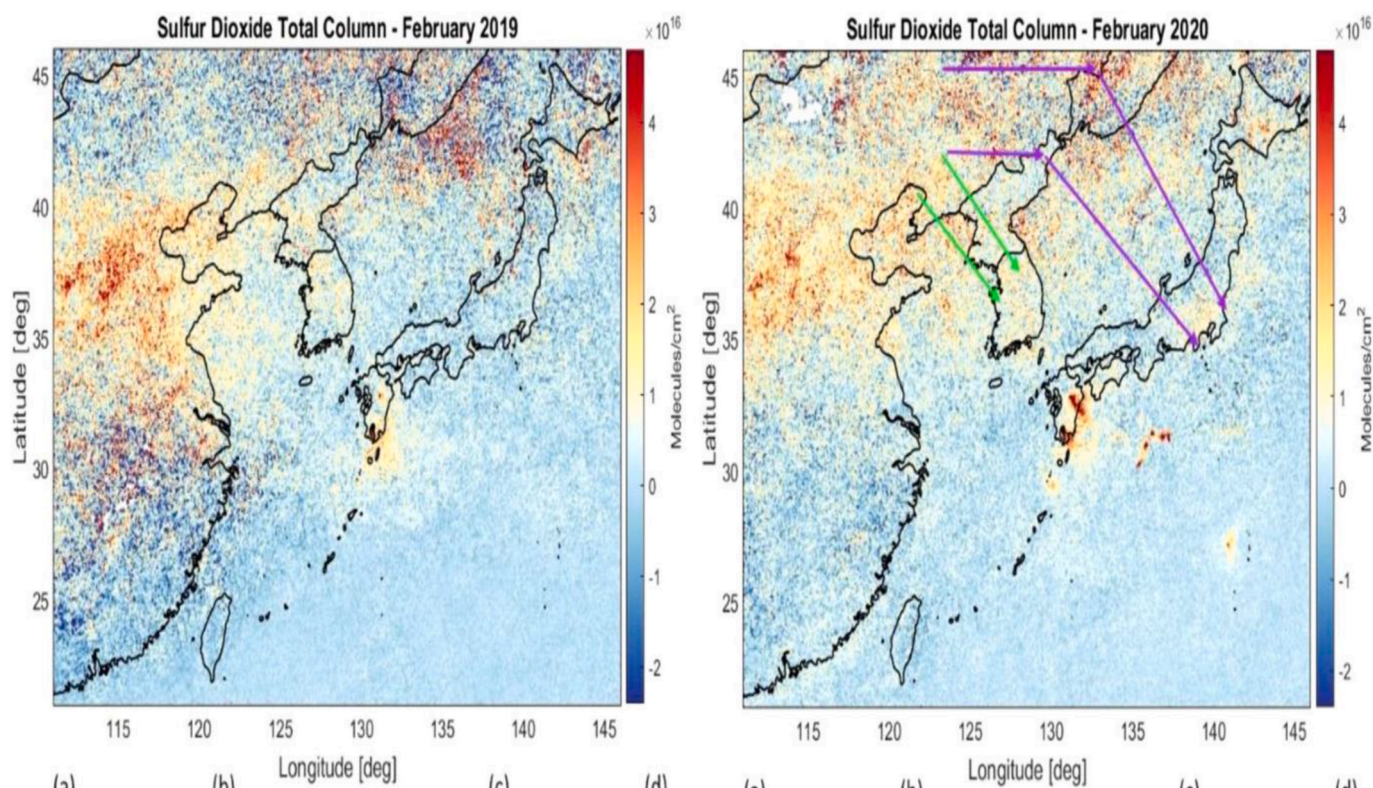 Sulfur Dioxide Total Column - February 2019
×10^16
45
40
35
30
25
Latitude [deg]
115 120 125 130 135 140 145
Longitude [deg]
4
3
2
1
0
-1
-2
Molecules/cm²
Sulfur Dioxide Total Column - February 2020
×10^16
45
40
35
30
25
Latitude [deg]
115 120 125 130 135 140 145
Longitude [deg]
4
3
2
1
0
-1
-2
Molecules/cm²
(a) (b) (c) (d)